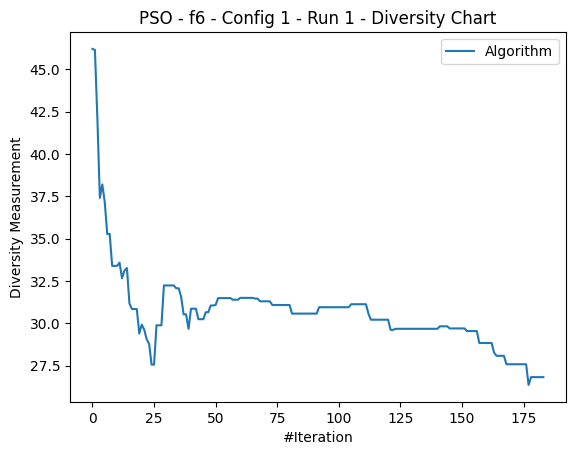 PSO - f6 - Config 1 - Run 1 - Diversity Chart
Algorithm
Diversity Measurement
45.0
42.5
40.0
37.5
35.0
32.5
30.0
27.5
0 25 50 75 100 125 150 175
#Iteration